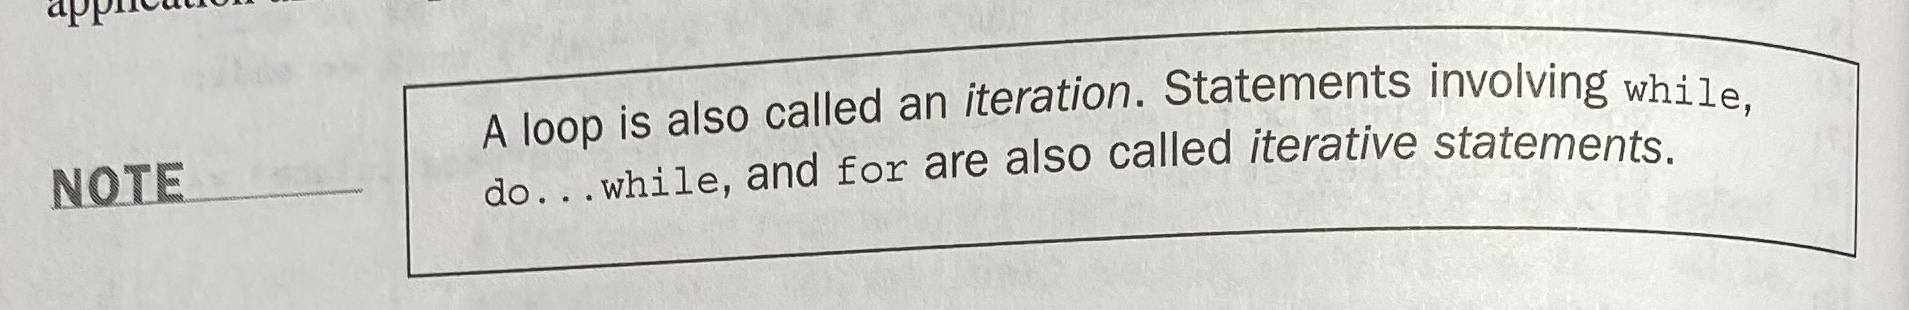 NOTE
A loop is also called an iteration. Statements involving while,
do...while, and for are also called iterative statements.